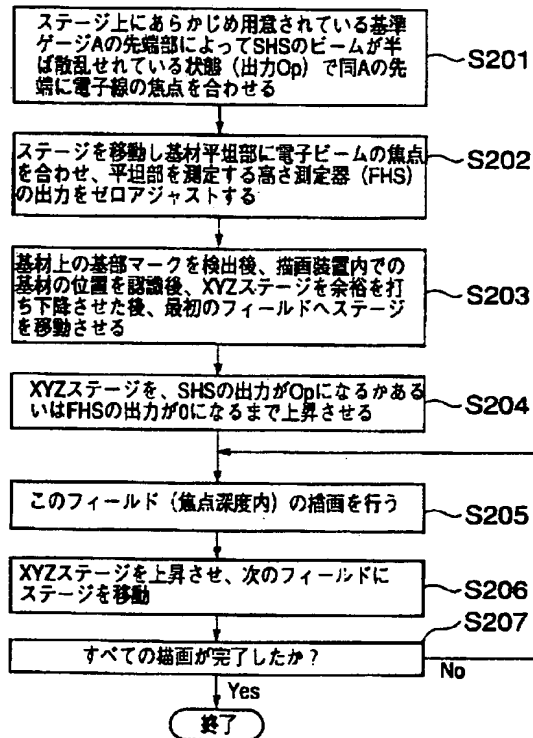 ステージ上にあらかじめ用意されている基準
ゲージAの先端部によってSHSのビームが半
ば散乱せれている状態（出力Op）で同Aの先
端に電子線の焦点を合わせる
S201
ステージを移動し基材平坦部に電子ビームの焦点
を合わせ、平坦部を測定する高さ測定器（FHS）
の出力をゼロアジャストする
S202
基材上の基部マークを検出後、描画装置内での
基材の位置を認識後、XYZステージを余裕を打
ち下降させた後、最初のフィールドへステージ
を移動させる
S203
XYZステージを、SHSの出力がOpになるかある
いはFHSの出力が0になるまで上昇させる
S204
このフィールド（焦点深度内）の描画を行う
S205
XYZステージを上昇させ、次のフィールドに
ステージを移動
S206
S207
すべての描画が完了したか？
No
Yes
終了